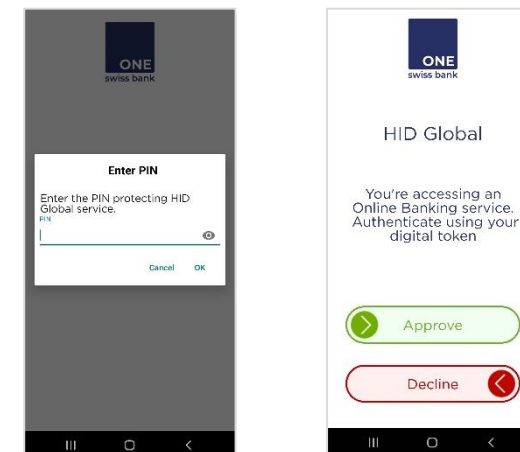 ONE
swiss bank
Enter PIN
Enter the PIN protecting HID
Global service.
PIN
Cancel
OK
ONE
swiss bank
HID Global
You're accessing an
Online Banking service.
Authenticate using your
digital token
Approve
Decline